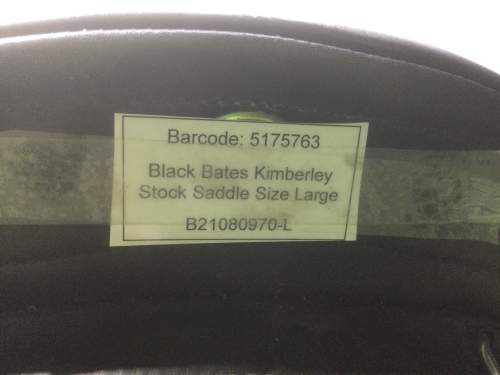 Barcode: 5175763
Black Bates Kimberley
Stock Saddle Size Large
B21080970-L